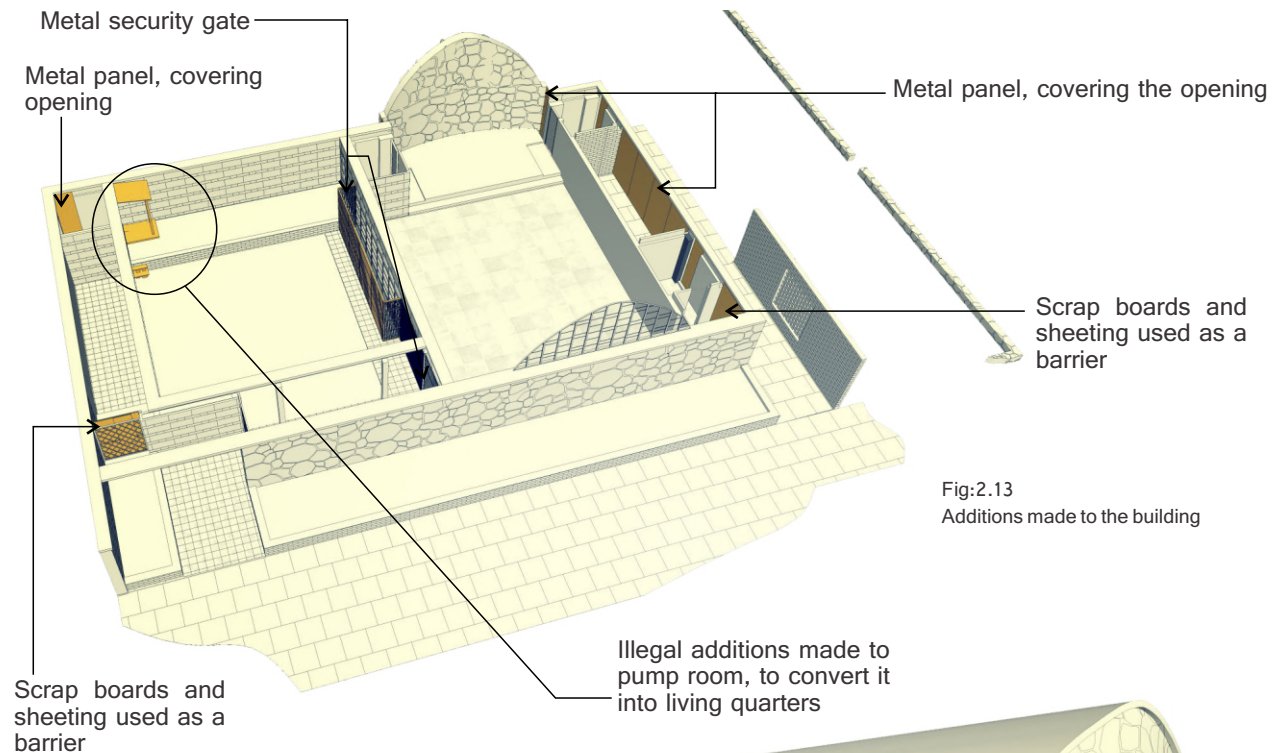 Metal security gate
Metal panel, covering
opening
Metal panel, covering the opening
Scrap boards and
sheeting used as a
barrier
Fig:2.13
Additions made to the building
Illegal additions made to
pump room, to convert it
into living quarters
Scrap boards and
sheeting used as a
barrier